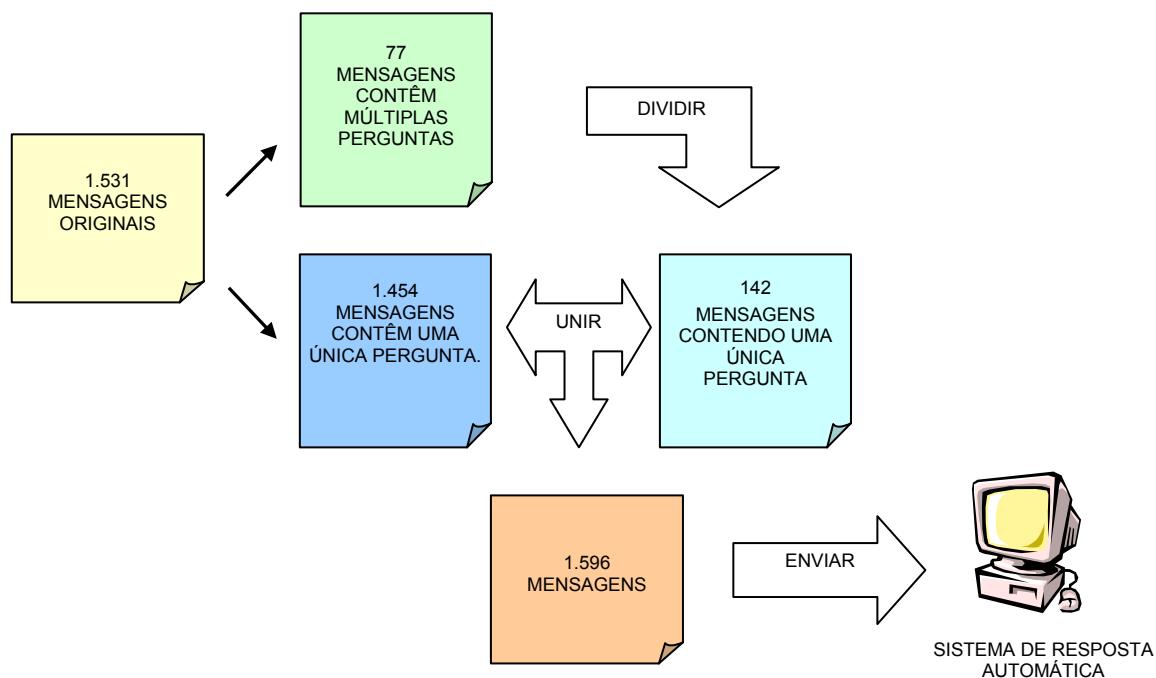 77
MENSAGENS
CONTÊM
MÚLTIPLAS
PERGUNTAS
DIVIDIR
1.531
MENSAGENS
ORIGINAIS
1.454
MENSAGENS
CONTÊM UMA
ÚNICA PERGUNTA.
UNIR
142
MENSAGENS
CONTENDO UMA
ÚNICA
PERGUNTA
1.596
MENSAGENS
ENVIAR
SISTEMA DE RESPOSTA
AUTOMÁTICA